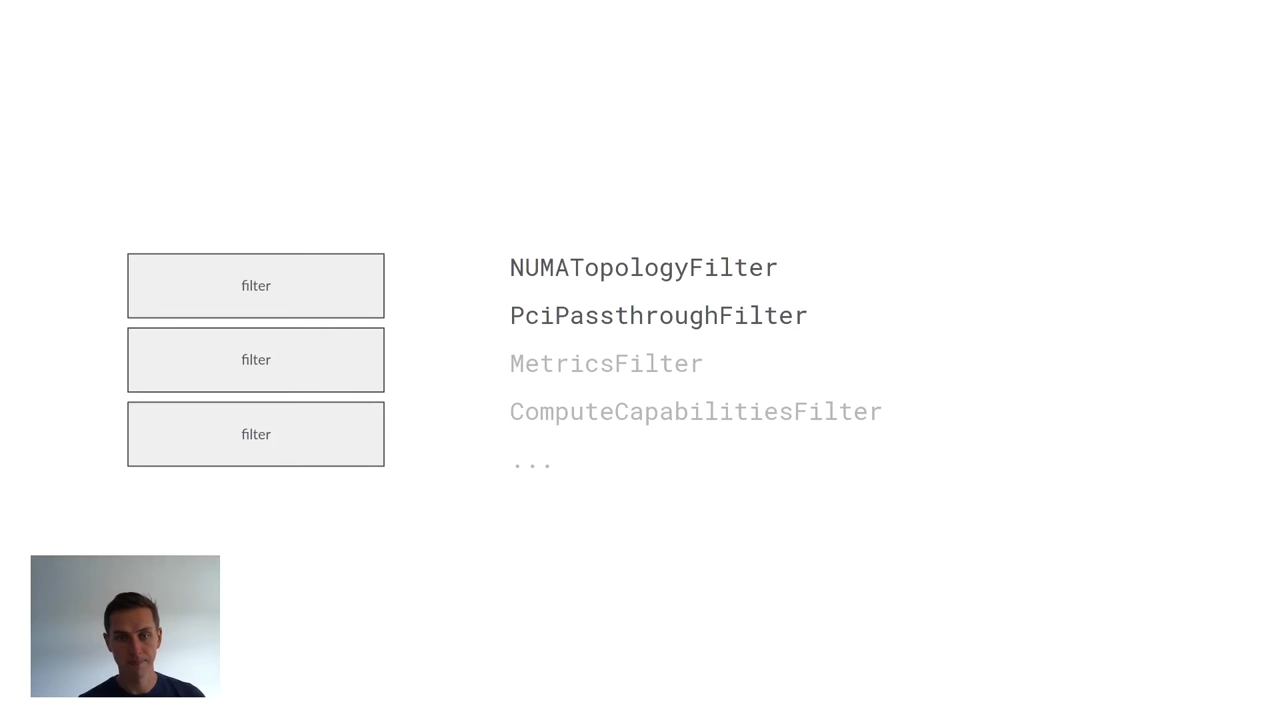 filter
filter
filter
NUMATopologyFilter
PciPassthroughFilter
MetricsFilter
ComputeCapabilitiesFilter
...